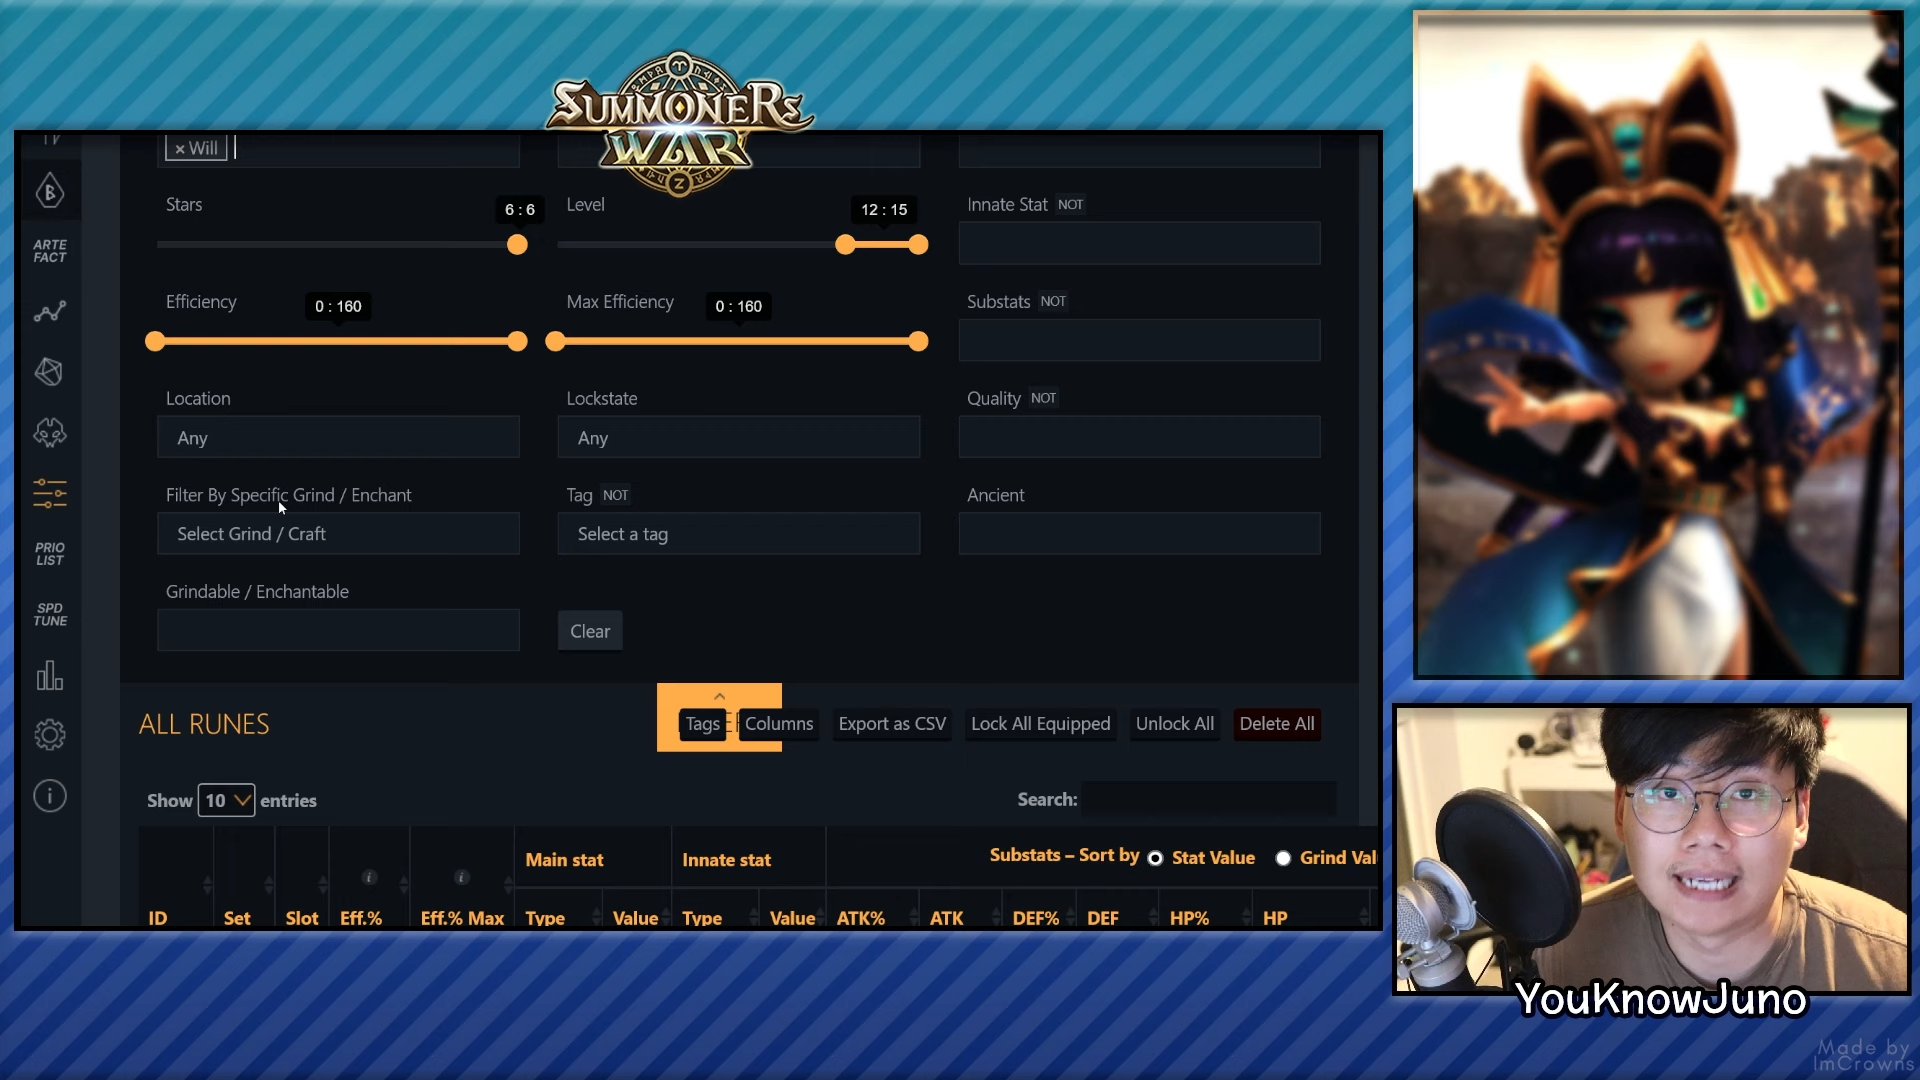 SUMMONERS
WAR
TV
× Will
Stars
6 : 6
Level
12 : 15
Innate Stat NOT
ARTE
FACT
Efficiency
0 : 160
Max Efficiency
0 : 160
Substats NOT
Location
Lockstate
Quality NOT
Any
Any
Filter By Specific Grind / Enchant
Tag NOT
Ancient
Select Grind / Craft
Select a tag
PRIO
LIST
Grindable / Enchantable
SPD
TUNE
Clear
ALL RUNES
Tags
Columns
Export as CSV
Lock All Equipped
Unlock All
Delete All
Show 10 entries
Search:
Main stat
Innate stat
Substats – Sort by
Stat Value
Grind Val
ID
Set
Slot
Eff.%
Eff.% Max
Type
Value
Type
Value
ATK%
ATK
DEF%
DEF
HP%
HP
YouKnowJuno
Made by
ImCrowns